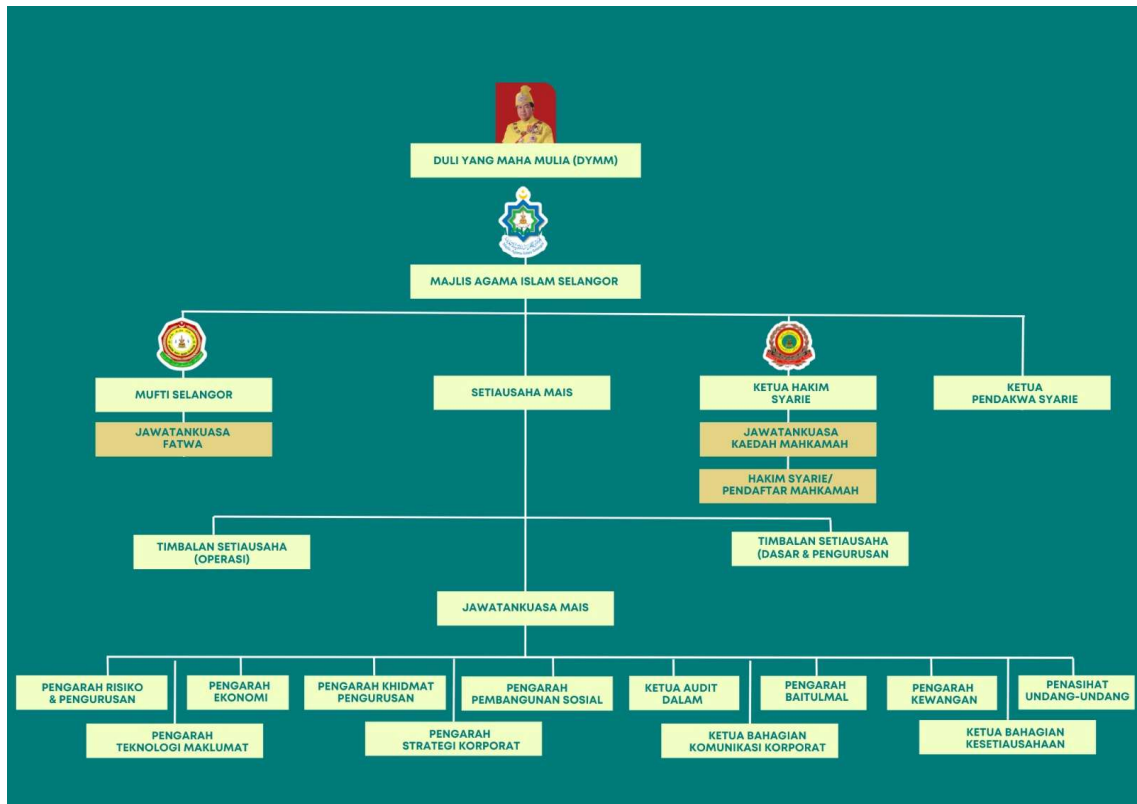 DULI YANG MAHA MULIA (DYMM)
MAJLIS AGAMA ISLAM SELANGOR
MUFTI SELANGOR
SETIAUSAHA MAIS
KETUA HAKIM
SYARIE
KETUA
PENDAKWA SYARIE
JAWATANKUASA
FATWA
JAWATANKUASA
KAEDAH MAHKAMAH
HAKIM SYARIE/
PENDAFTAR MAHKAMAH
TIMBALAN SETIAUSAHA
(OPERASI)
TIMBALAN SETIAUSAHA
(DASAR & PENGURUSAN
JAWATANKUASA MAIS
PENGARAH RISIKO
& PENGURUSAN
PENGARAH
EKONOMI
PENGARAH KHIDMAT
PENGURUSAN
PENGARAH
PEMBANGUNAN SOSIAL
KETUA AUDIT
DALAM
PENGARAH
BAITULMAL
PENGARAH
KEWANGAN
PENASIHAT
UNDANG-UNDANG
PENGARAH
TEKNOLOGI MAKLUMAT
PENGARAH
STRATEGI KORPORAT
KETUA BAHAGIAN
KOMUNIKASI KORPORAT
KETUA BAHAGIAN
KESETIAUSAHAAN